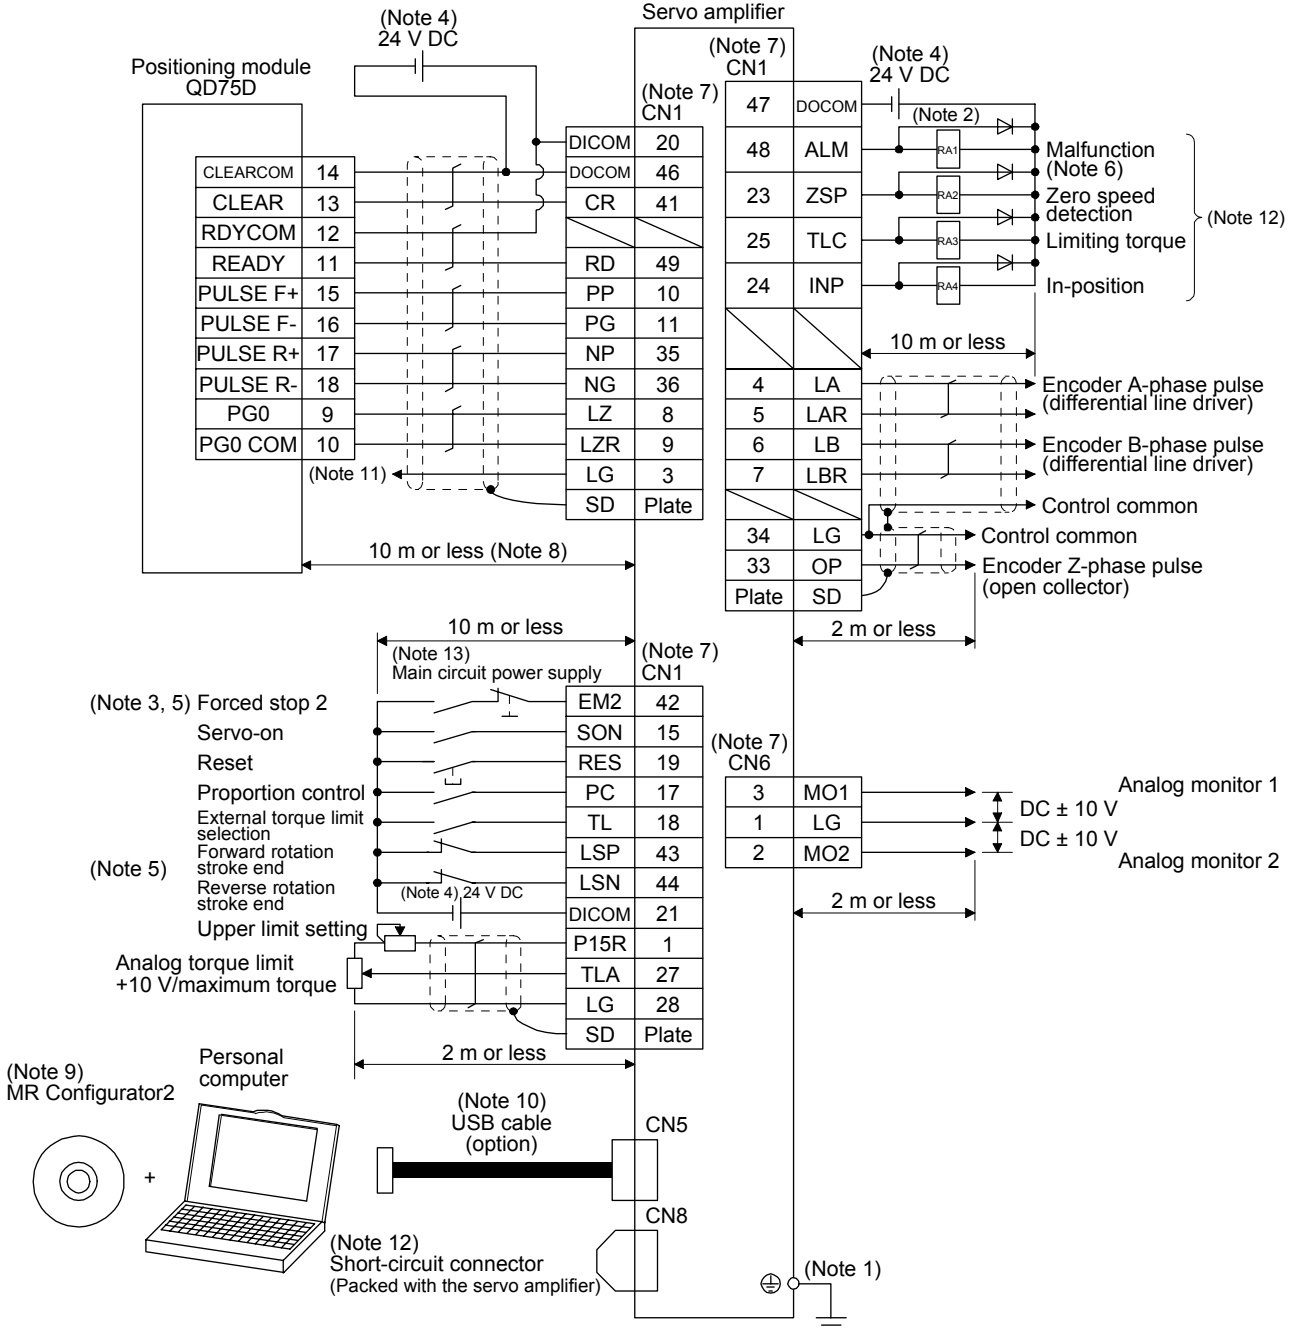 Servo amplifier
(Note 4)
24 V DC
Positioning module
QD75D
(Note 7)
CN1
DICOM 20
CLEARCOM 14 DOCOM 46
CLEAR 13 CR 41
RDYCOM 12
READY 11 RD 49
PULSE F+ 15 PP 10
PULSE F- 16 PG 11
PULSE R+ 17 NP 35
PULSE R- 18 NG 36
PG0 9 LZ 8
PG0 COM 10 LZR 9
(Note 11) LG 3
SD Plate
10 m or less (Note 8)
(Note 7)
CN1
(Note 4)
24 V DC
47 DOCOM
(Note 2)
48 ALM RA1 Malfunction
(Note 6)
23 ZSP RA2 Zero speed
detection
25 TLC RA3 Limiting torque
24 INP RA4 In-position
(Note 12)
10 m or less
4 LA Encoder A-phase pulse
5 LAR (differential line driver)
6 LB Encoder B-phase pulse
7 LBR (differential line driver)
Control common
34 LG Control common
33 OP Encoder Z-phase pulse
(open collector)
Plate SD
2 m or less
10 m or less
(Note 13)
Main circuit power supply
(Note 7)
CN1
(Note 3, 5) Forced stop 2 EM2 42
Servo-on SON 15
Reset RES 19
Proportion control PC 17
External torque limit
selection TL 18
(Note 5)
Forward rotation
stroke end LSP 43
Reverse rotation
stroke end LSN 44
(Note 4) 24 V DC
DICOM 21
Upper limit setting P15R 1
Analog torque limit
+10 V/maximum torque TLA 27
LG 28
SD Plate
2 m or less
(Note 7)
CN6
3 MO1 Analog monitor 1
DC ± 10 V
1 LG
DC ± 10 V
2 MO2 Analog monitor 2
2 m or less
(Note 9)
MR Configurator2
+
Personal
computer
(Note 10)
USB cable
(option)
CN5
CN8
(Note 12)
Short-circuit connector
(Packed with the servo amplifier)
(Note 1)